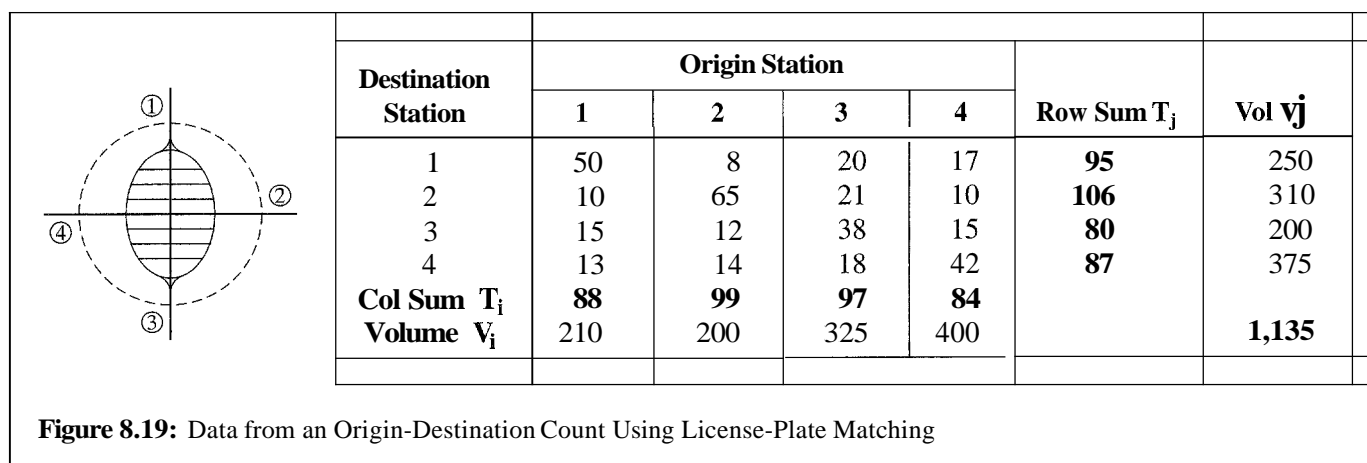 ①
②
④
③
Destination Station
Origin Station
1 2 3 4
Row Sum Tj
Vol vj
1 50 8 20 17 95 250
2 10 65 21 10 106 310
3 15 12 38 15 80 200
4 13 14 18 42 87 375
Col Sum Ti 88 99 97 84
Volume Vi 210 200 325 400 1,135
Figure 8.19: Data from an Origin-Destination Count Using License-Plate Matching